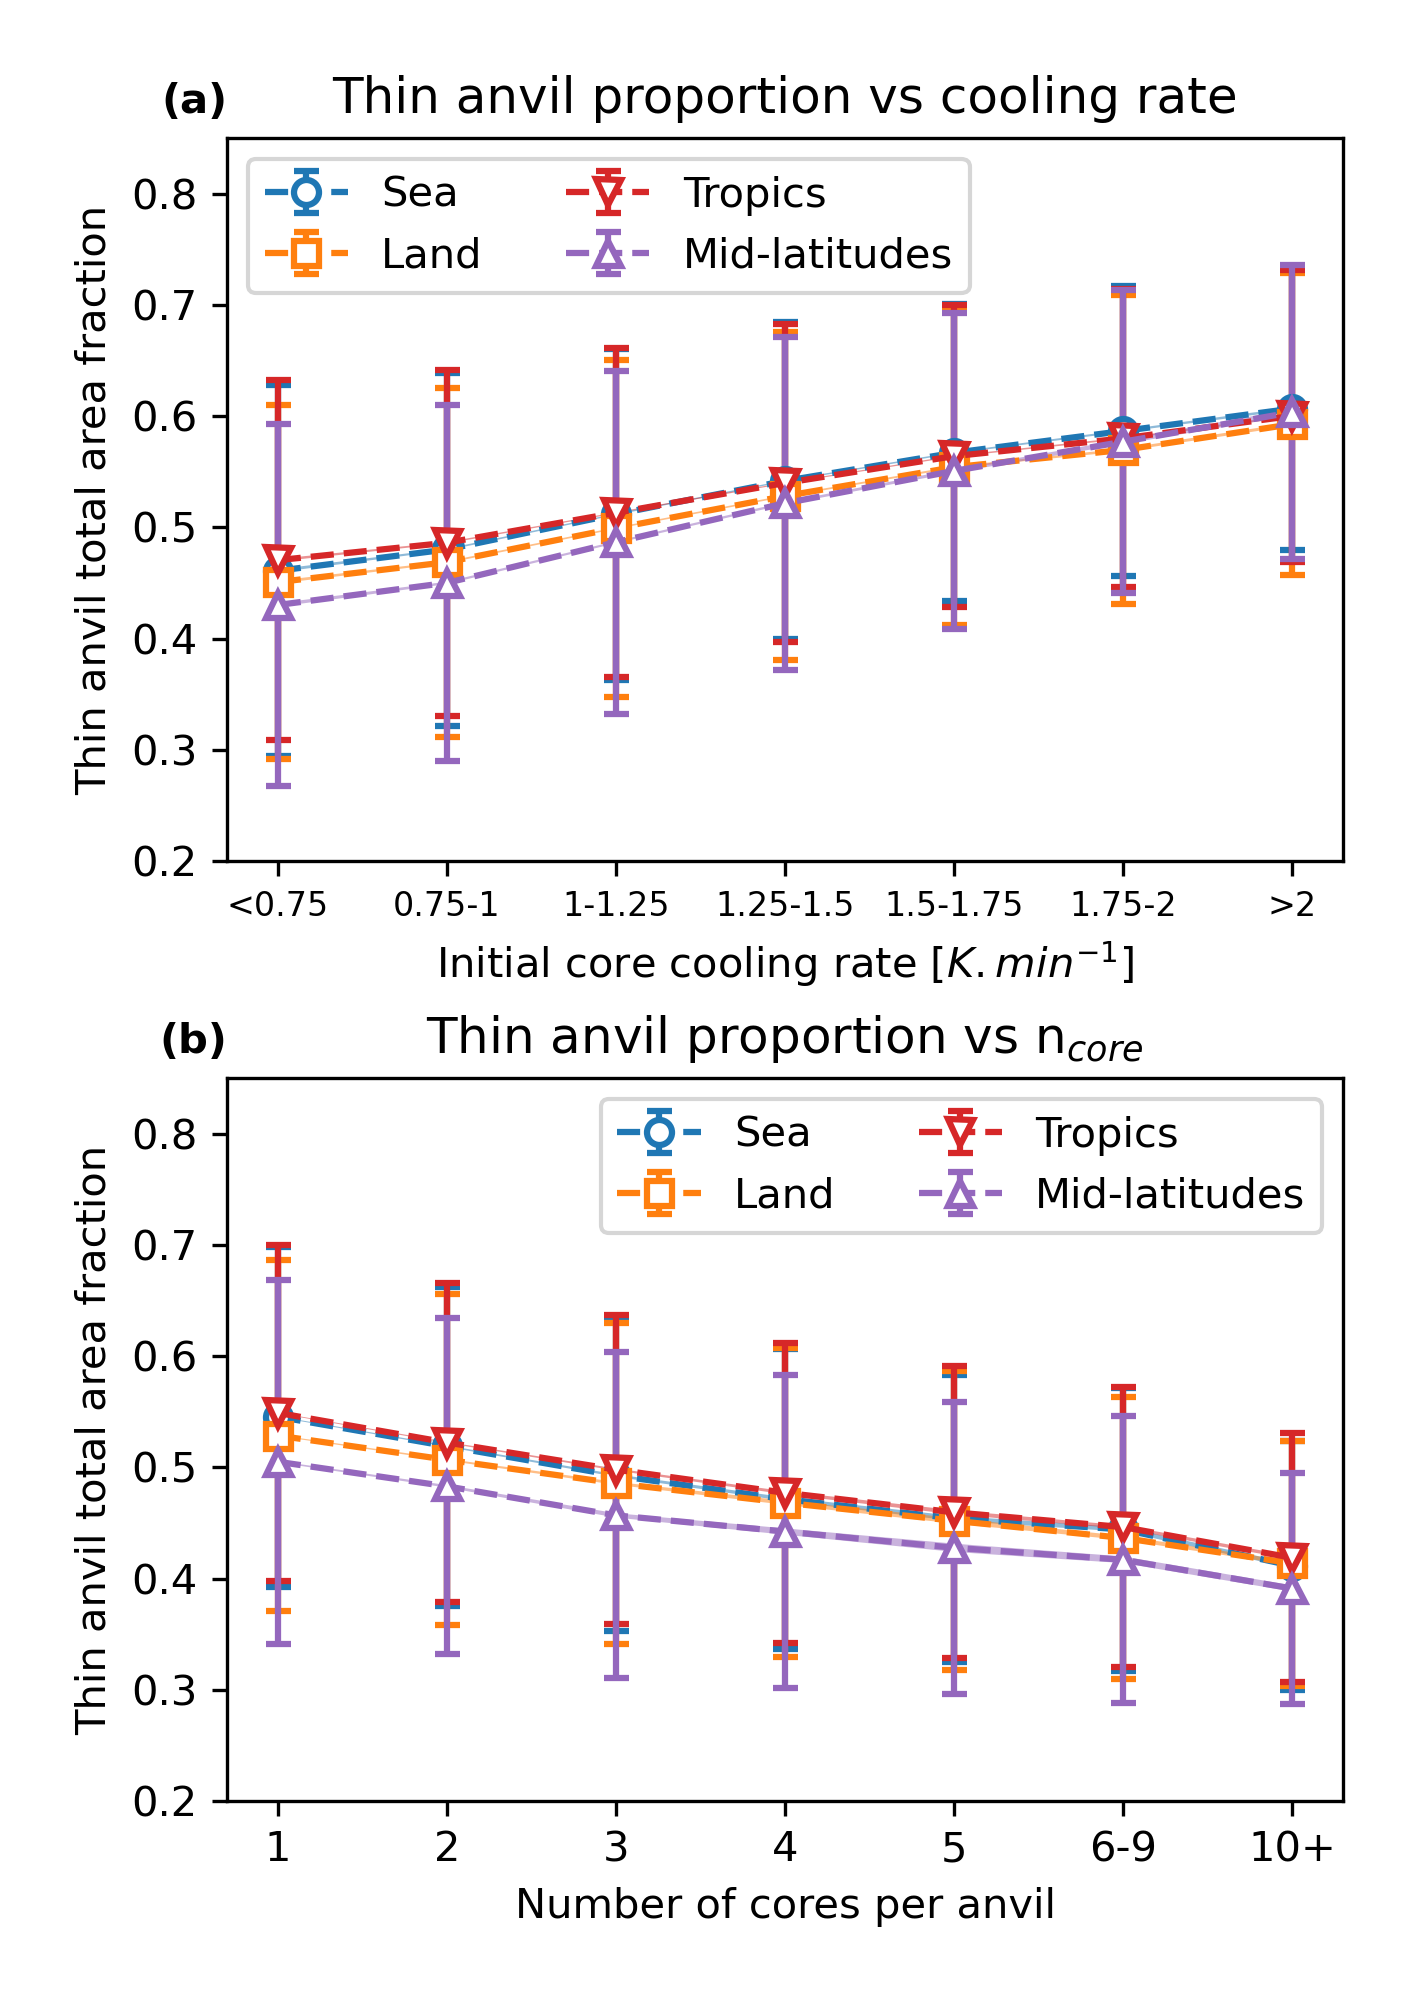 (a) Thin anvil proportion vs cooling rate
Sea Tropics
Land Mid-latitudes
Thin anvil total area fraction
0.8
0.7
0.6
0.5
0.4
0.3
0.2
<0.75 0.75-1 1-1.25 1.25-1.5 1.5-1.75 1.75-2 >2
Initial core cooling rate [K.min⁻¹]
(b) Thin anvil proportion vs n_core
Sea Tropics
Land Mid-latitudes
Thin anvil total area fraction
0.8
0.7
0.6
0.5
0.4
0.3
0.2
1 2 3 4 5 6-9 10+
Number of cores per anvil